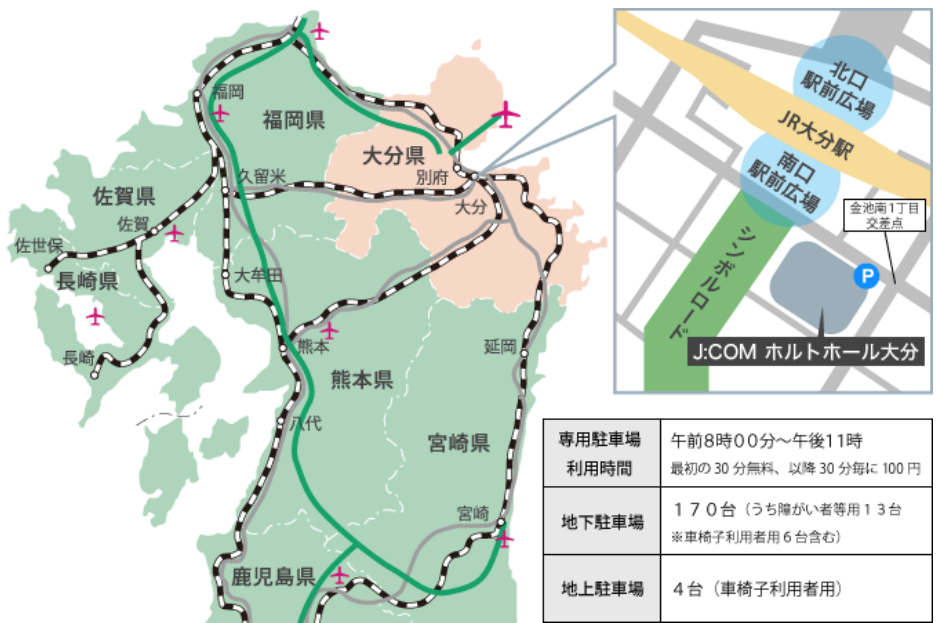 福岡
福岡県
大分県
別府
大分
久留米
佐賀県
佐賀
佐世保
長崎県
大牟田
長崎
熊本
熊本県
延岡
八代
宮崎県
宮崎
鹿児島県
北口
駅前広場
JR大分駅
南口
駅前広場
金池南1丁目
交差点
シンボルロード
P
J:COM ホルトホール大分
専用駐車場
利用時間
午前8時00分～午後11時
最初の30分無料、以降30分毎に100円
地下駐車場
170台（うち障がい者等用13台
※車椅子利用者用6台含む）
地上駐車場
4台（車椅子利用者用）